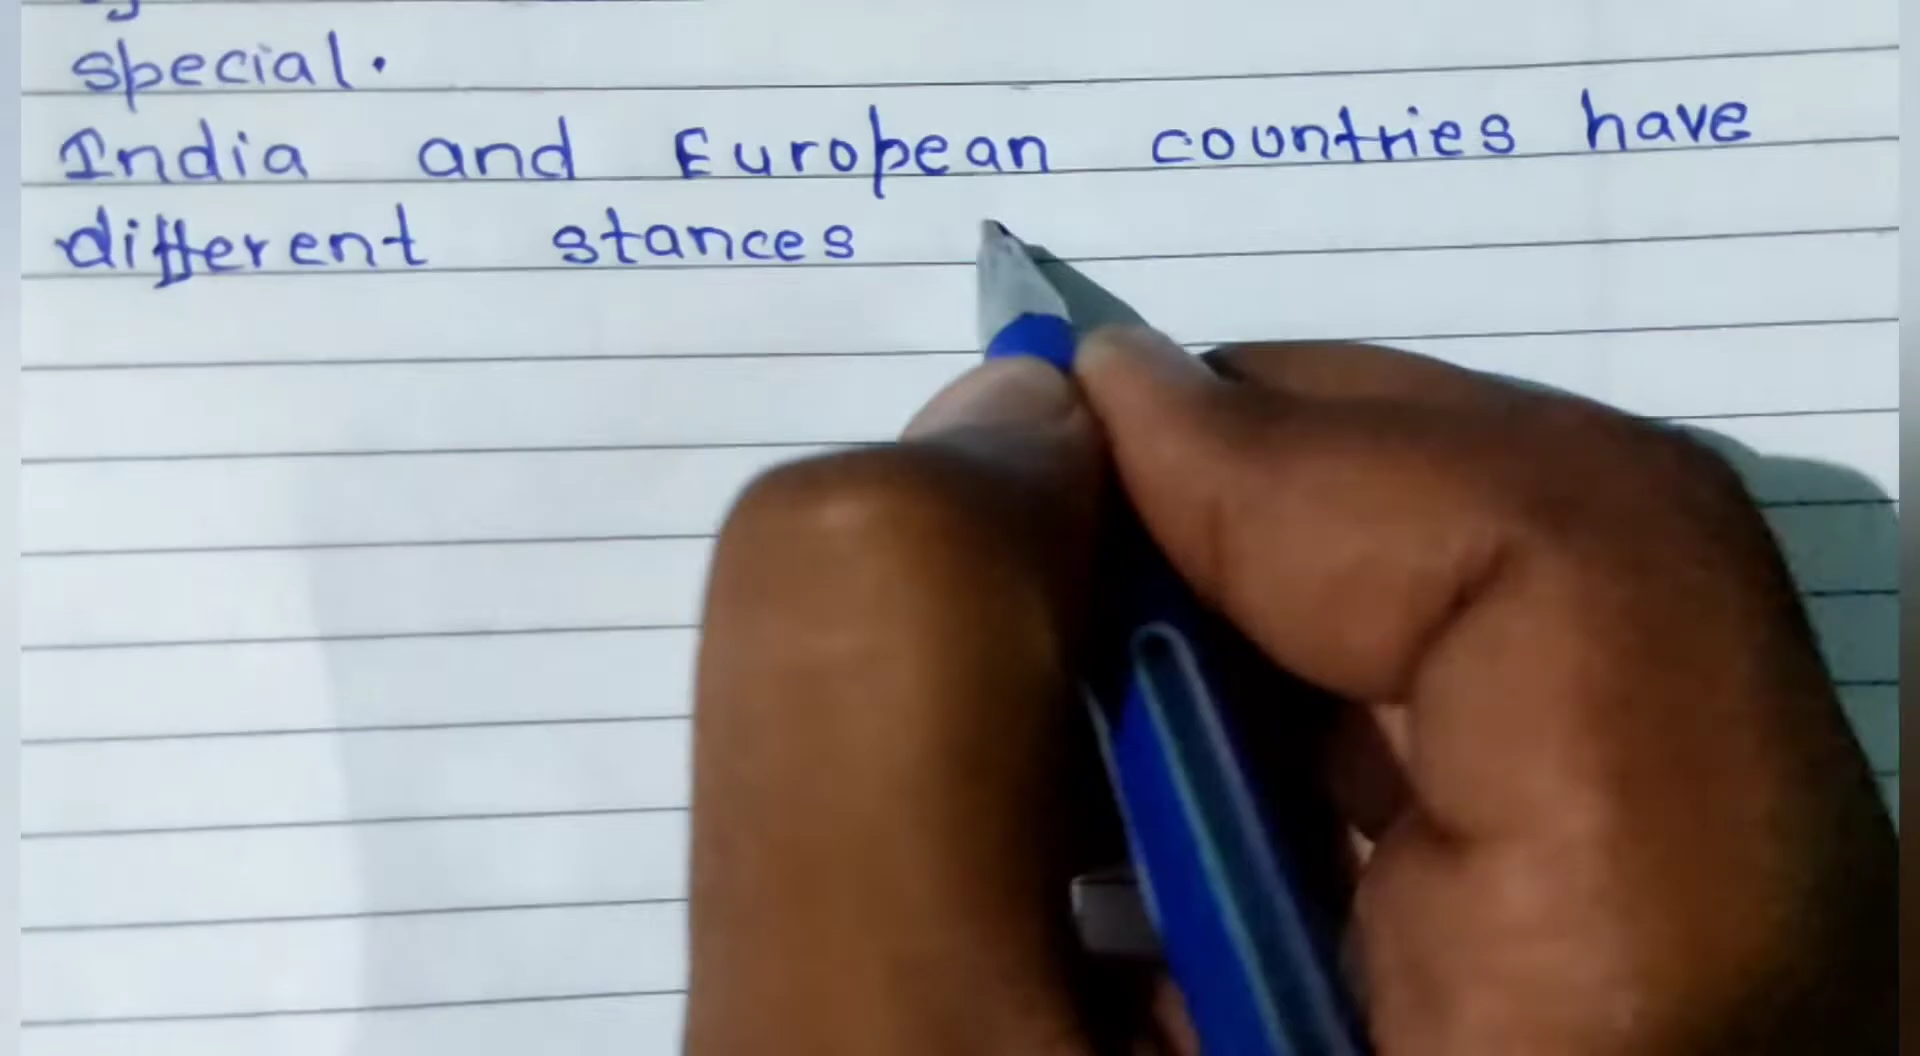 special.
India and European countries have
different stances